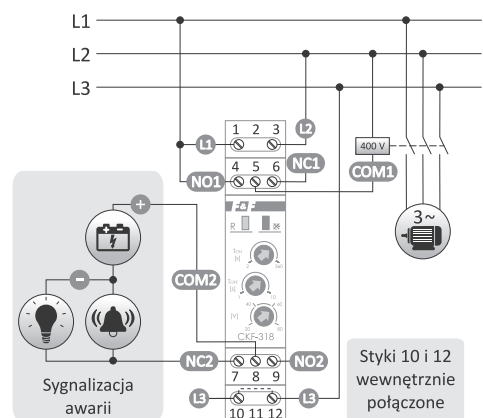 L1
L2
L3
1 2 3
L1
L2
4 5 6
NO1
NC1
400 V
COM1
F&F
R
3~
+
-
COM2
CKF-318
NC2
NO2
7 8 9
L3
L3
10 11 12
Sygnalizacja
awarii
Styki 10 i 12
wewnętrznie
połączone